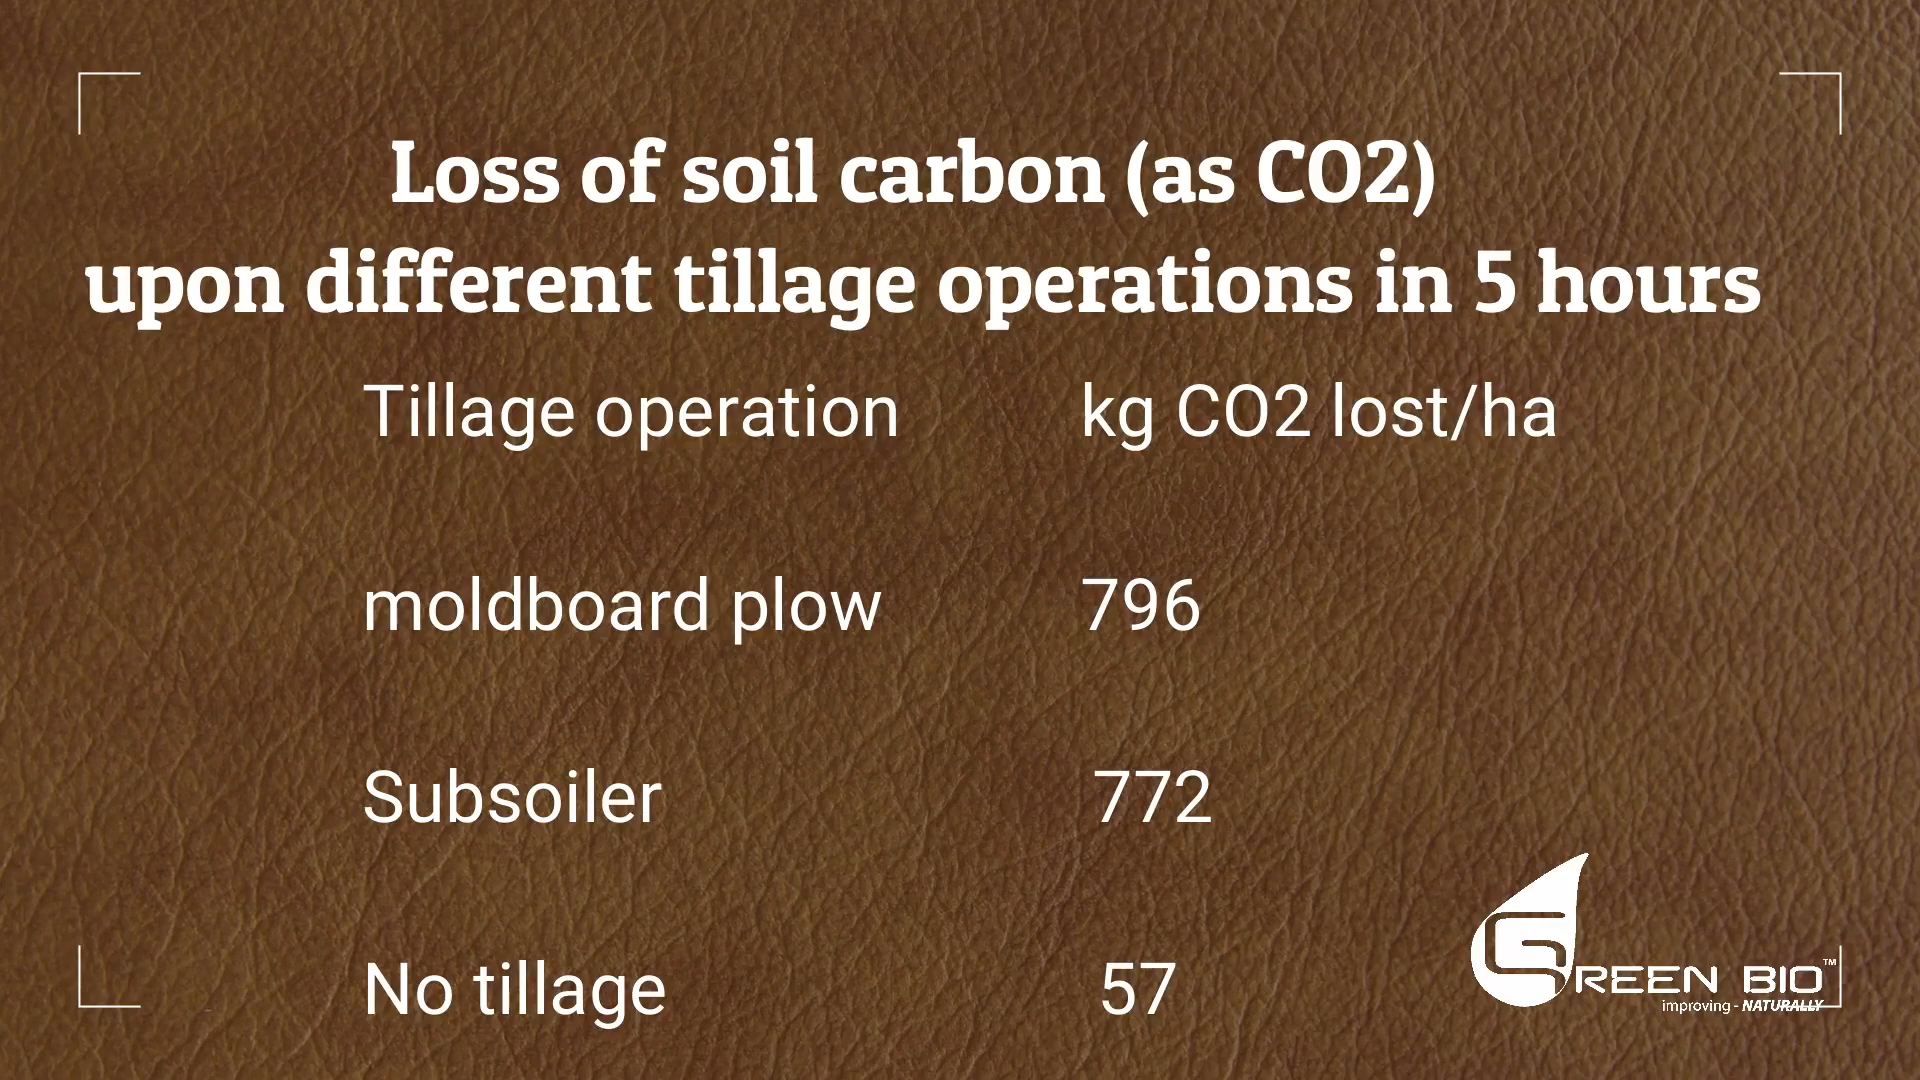 Loss of soil carbon (as CO2)
upon different tillage operations in 5 hours
Tillage operation kg CO2 lost/ha
moldboard plow 796
Subsoiler 772
No tillage 57
GREEN BIO™
improving - NATURALLY